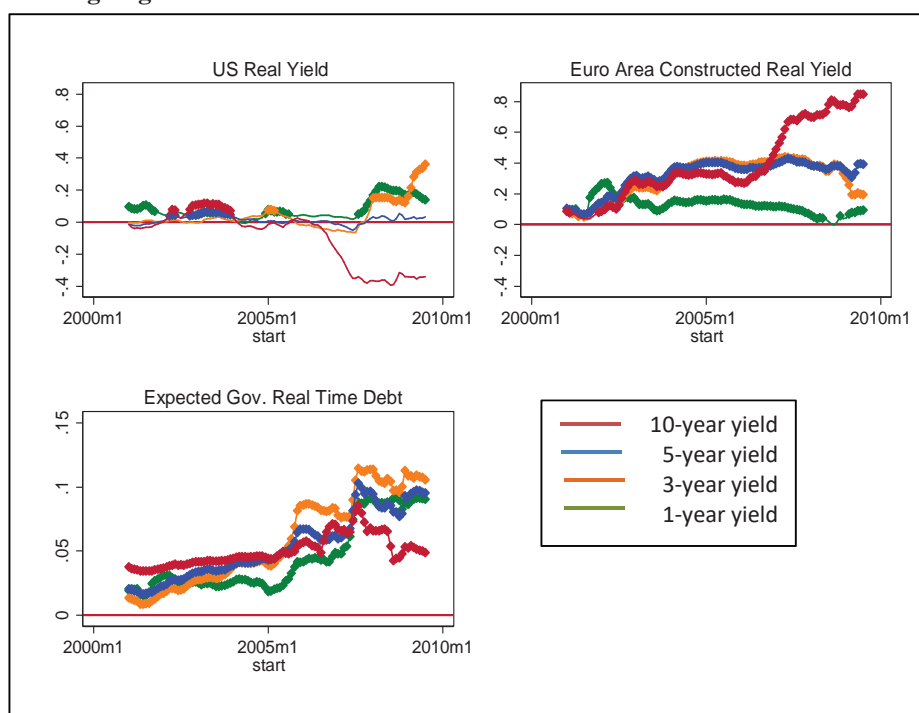 US Real Yield
.8
.6
.4
.2
0
-.2
-.4
2000m1
2005m1
2010m1
start
Euro Area Constructed Real Yield
.8
.6
.4
.2
0
-.2
-.4
2000m1
2005m1
2010m1
start
Expected Gov. Real Time Debt
.15
.1
.05
0
2000m1
2005m1
2010m1
start
10-year yield
5-year yield
3-year yield
1-year yield